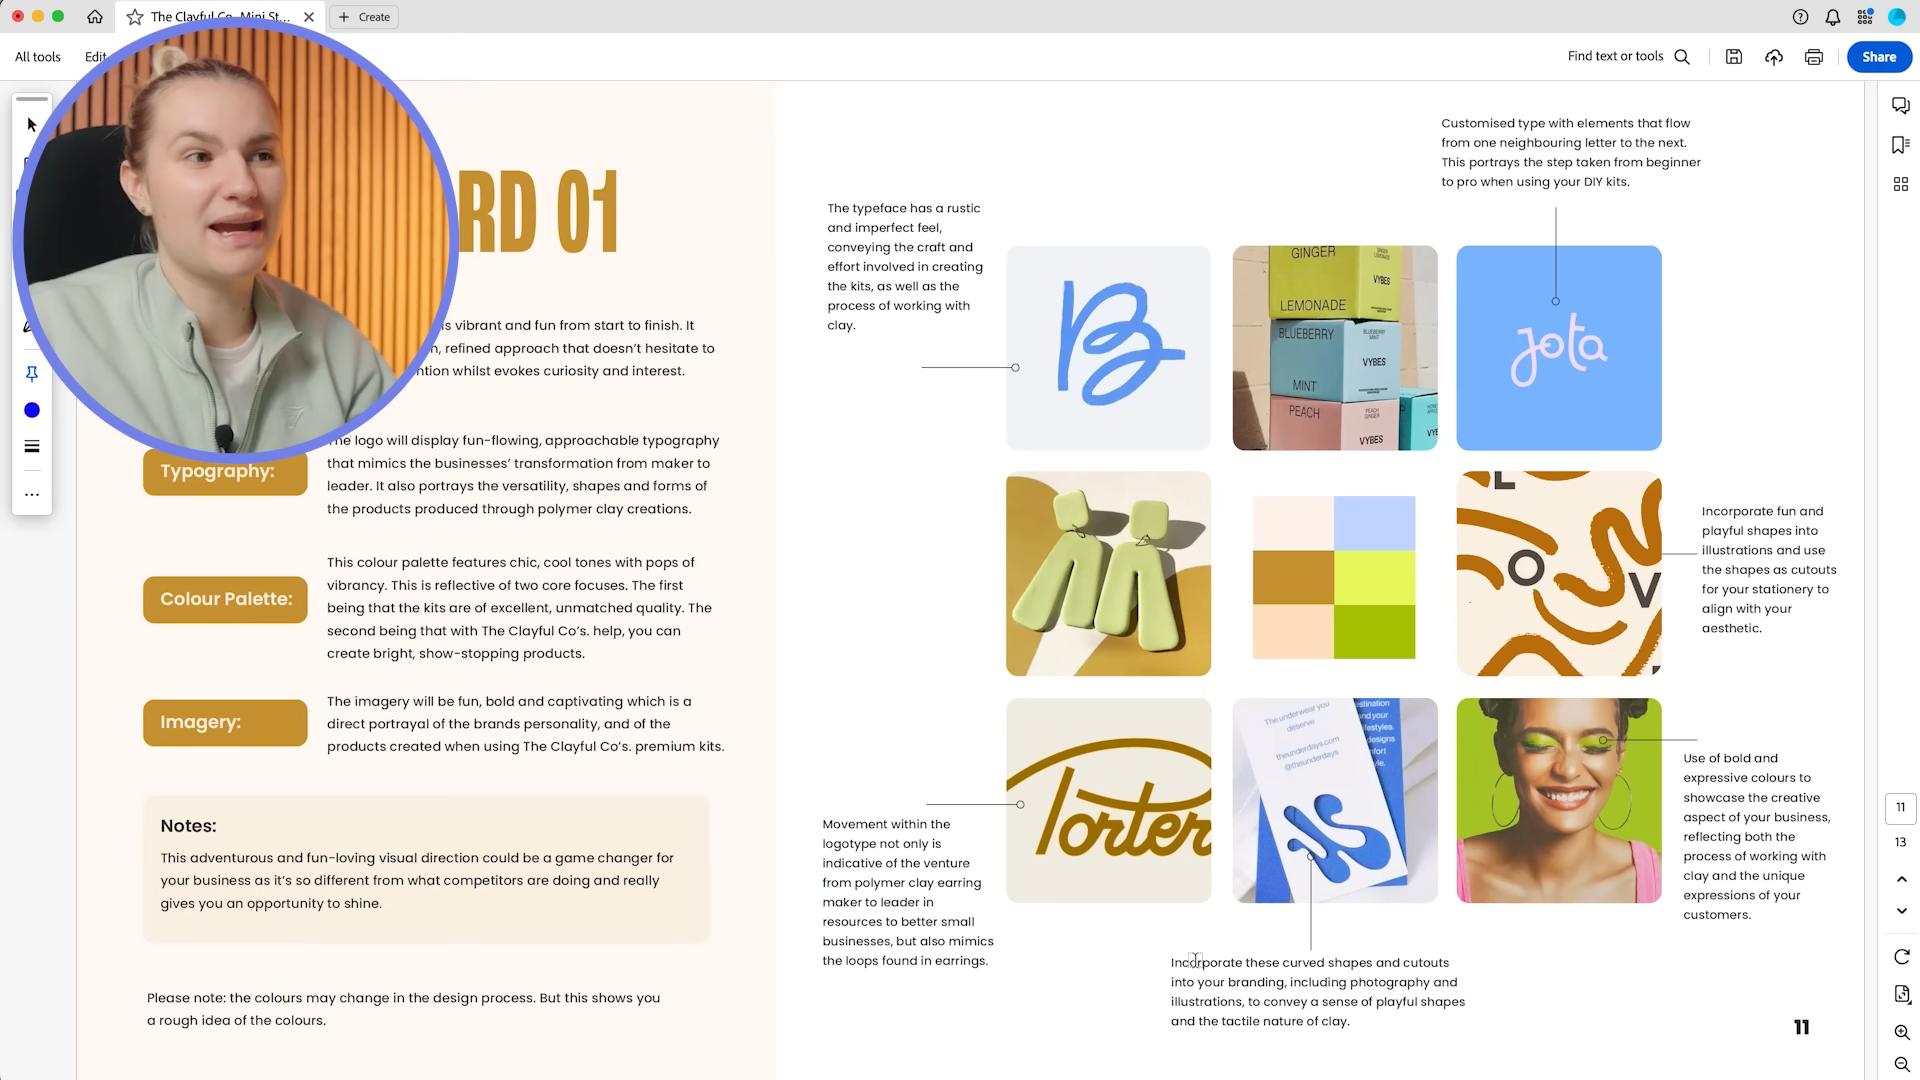 The Clayful Co. Mini St...
Create
All tools
Edit
Find text or tools
Share
RD 01
is vibrant and fun from start to finish. It
refined approach that doesn't hesitate to
whilst evokes curiosity and interest.
Typography:
The logo will display fun-flowing, approachable typography
that mimics the businesses' transformation from maker to
leader. It also portrays the versatility, shapes and forms of
the products produced through polymer clay creations.
Colour Palette:
This colour palette features chic, cool tones with pops of
vibrancy. This is reflective of two core focuses. The first
being that the kits are of excellent, unmatched quality. The
second being that with The Clayful Co's. help, you can
create bright, show-stopping products.
Imagery:
The imagery will be fun, bold and captivating which is a
direct portrayal of the brands personality, and of the
products created when using The Clayful Co's. premium kits.
Notes:
This adventurous and fun-loving visual direction could be a game changer for
your business as it's so different from what competitors are doing and really
gives you an opportunity to shine.
Please note: the colours may change in the design process. But this shows you
a rough idea of the colours.
The typeface has a rustic
and imperfect feel,
conveying the craft and
effort involved in creating
the kits, as well as the
process of working with
clay.
Customised type with elements that flow
from one neighbouring letter to the next.
This portrays the step taken from beginner
to pro when using your DIY kits.
B
GINGER
GINGER
LEMONADE
VYBES
LEMONADE
BLUEBERRY
BLUEBERRY
MINT
VYBES
MINT
PEACH
PEACH
GINGER
VYBES
Jota
L
O
V
Incorporate fun and
playful shapes into
illustrations and use
the shapes as cutouts
for your stationery to
align with your
aesthetic.
Porter
Movement within the
logotype not only is
indicative of the venture
from polymer clay earring
maker to leader in
resources to better small
businesses, but also mimics
the loops found in earrings.
The underwear you
deserve
theunderdays.com
@theunderdays
and your
festyles.
designs
Incorporate these curved shapes and cutouts
into your branding, including photography and
illustrations, to convey a sense of playful shapes
and the tactile nature of clay.
Use of bold and
expressive colours to
showcase the creative
aspect of your business,
reflecting both the
process of working with
clay and the unique
expressions of your
customers.
11
11
13